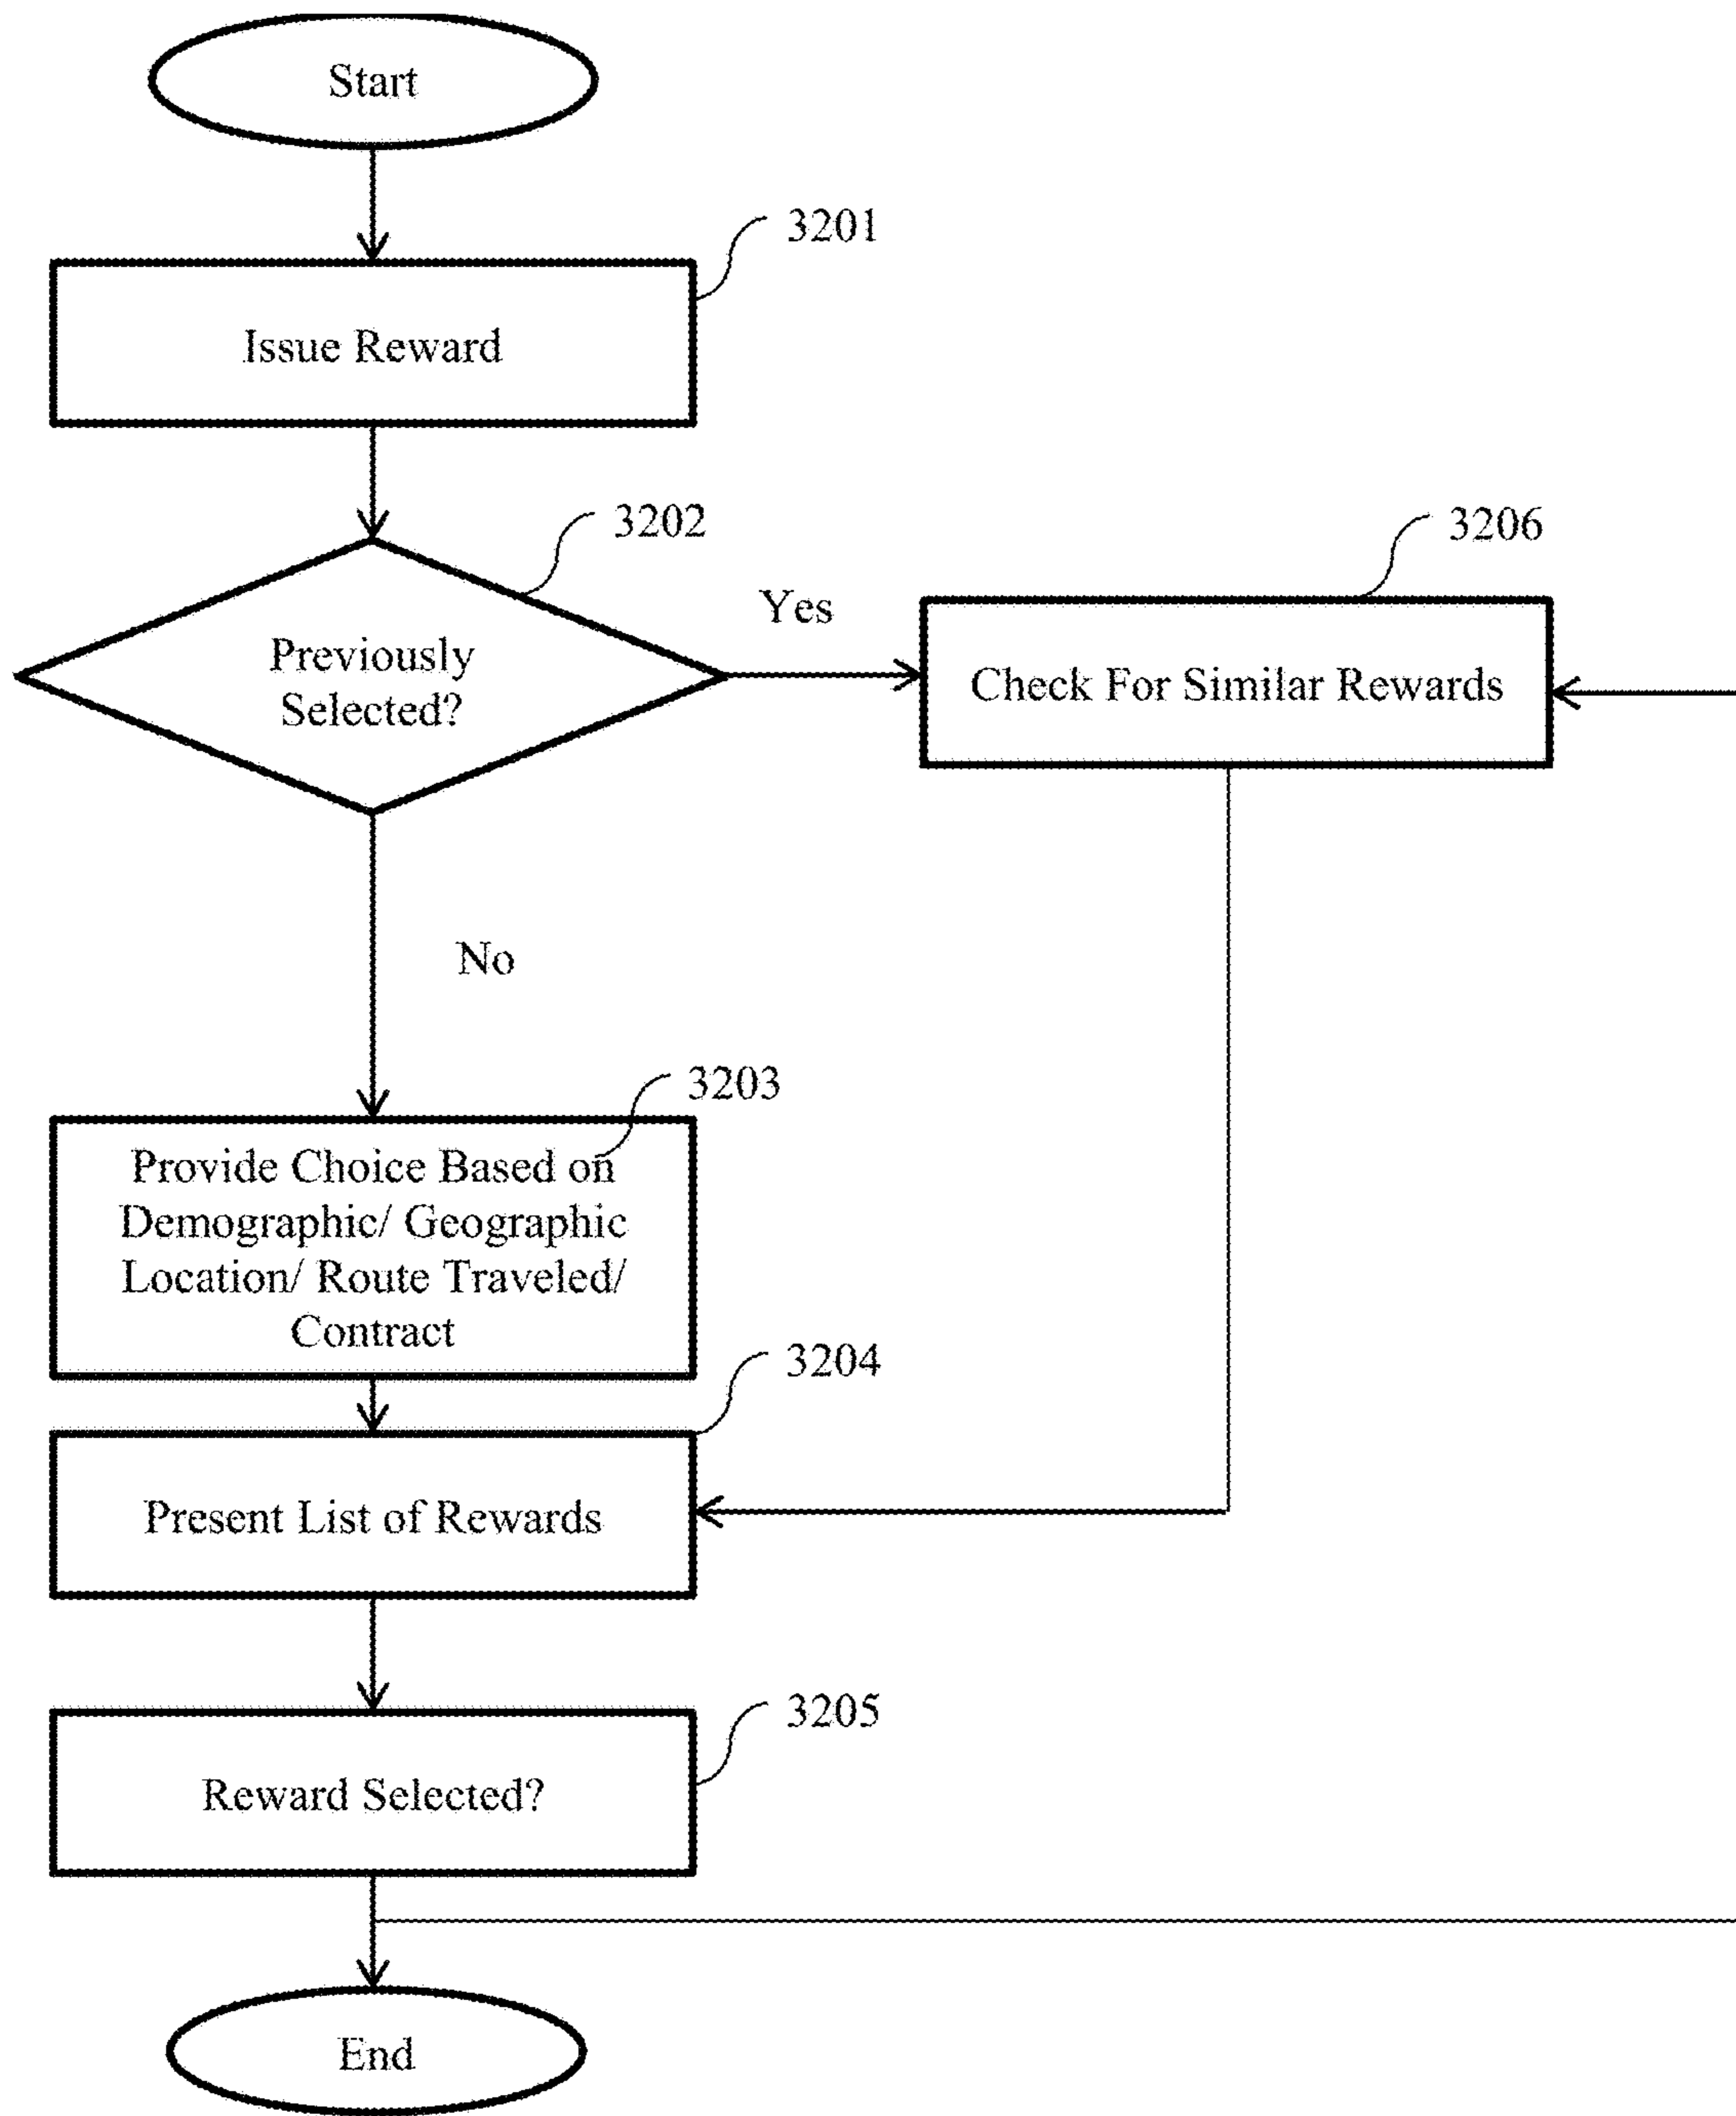 Start
3201
Issue Reward
3202
3206
Yes
Previously
Selected?
Check For Similar Rewards
No
3203
Provide Choice Based on
Demographic/ Geographic
Location/ Route Traveled/
Contract
3204
Present List of Rewards
3205
Reward Selected?
End